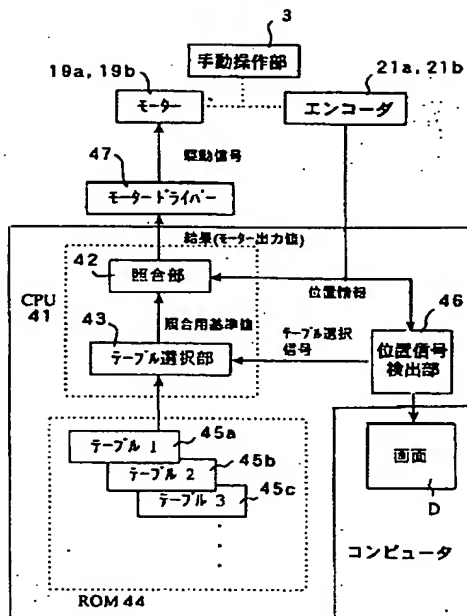 3
手動操作部
19a, 19b
モーター
21a, 21b
エンコーダ
47
駆動信号
モータードライバー
結果(モーター出力値)
42
照合部
位置情報
CPU
41
43
照合用基準値
テーブル選択
信号
46
テーブル選択部
位置信号
検出部
テーブル 1
45a
テーブル 2
45b
テーブル 3
45c
画面
D
コンピュータ
ROM 44